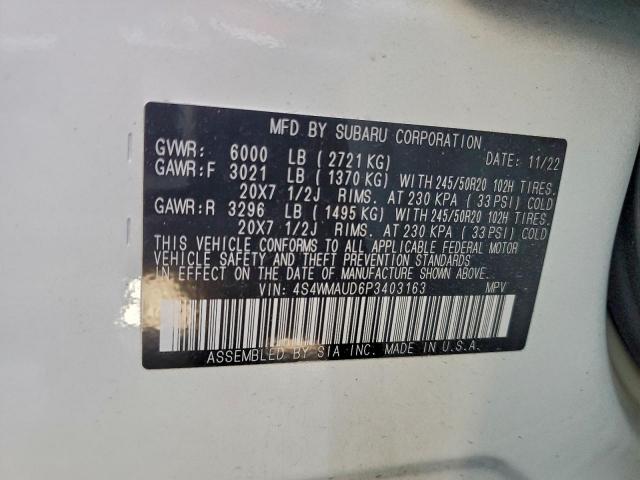 MFD BY SUBARU CORPORATION
GVWR: 6000 LB ( 2721 KG) DATE: 11/22
GAWR:F 3021 LB ( 1370 KG) WITH 245/50R20 102H TIRES.
20X7 1/2J RIMS. AT 230 KPA ( 33 PSI) COLD
GAWR:R 3296 LB ( 1495 KG) WITH 245/50R20 102H TIRES.
20X7 1/2J RIMS. AT 230 KPA ( 33 PSI) COLD
THIS VEHICLE CONFORMS TO ALL APPLICABLE FEDERAL MOTOR
VEHICLE SAFETY AND THEFT PREVENTION STANDARDS
IN EFFECT ON THE DATE OF MANUFACTURE SHOWN ABOVE.
VIN: 4S4WMAUD6P3403163 MPV
ASSEMBLED BY SIA INC. MADE IN U.S.A.